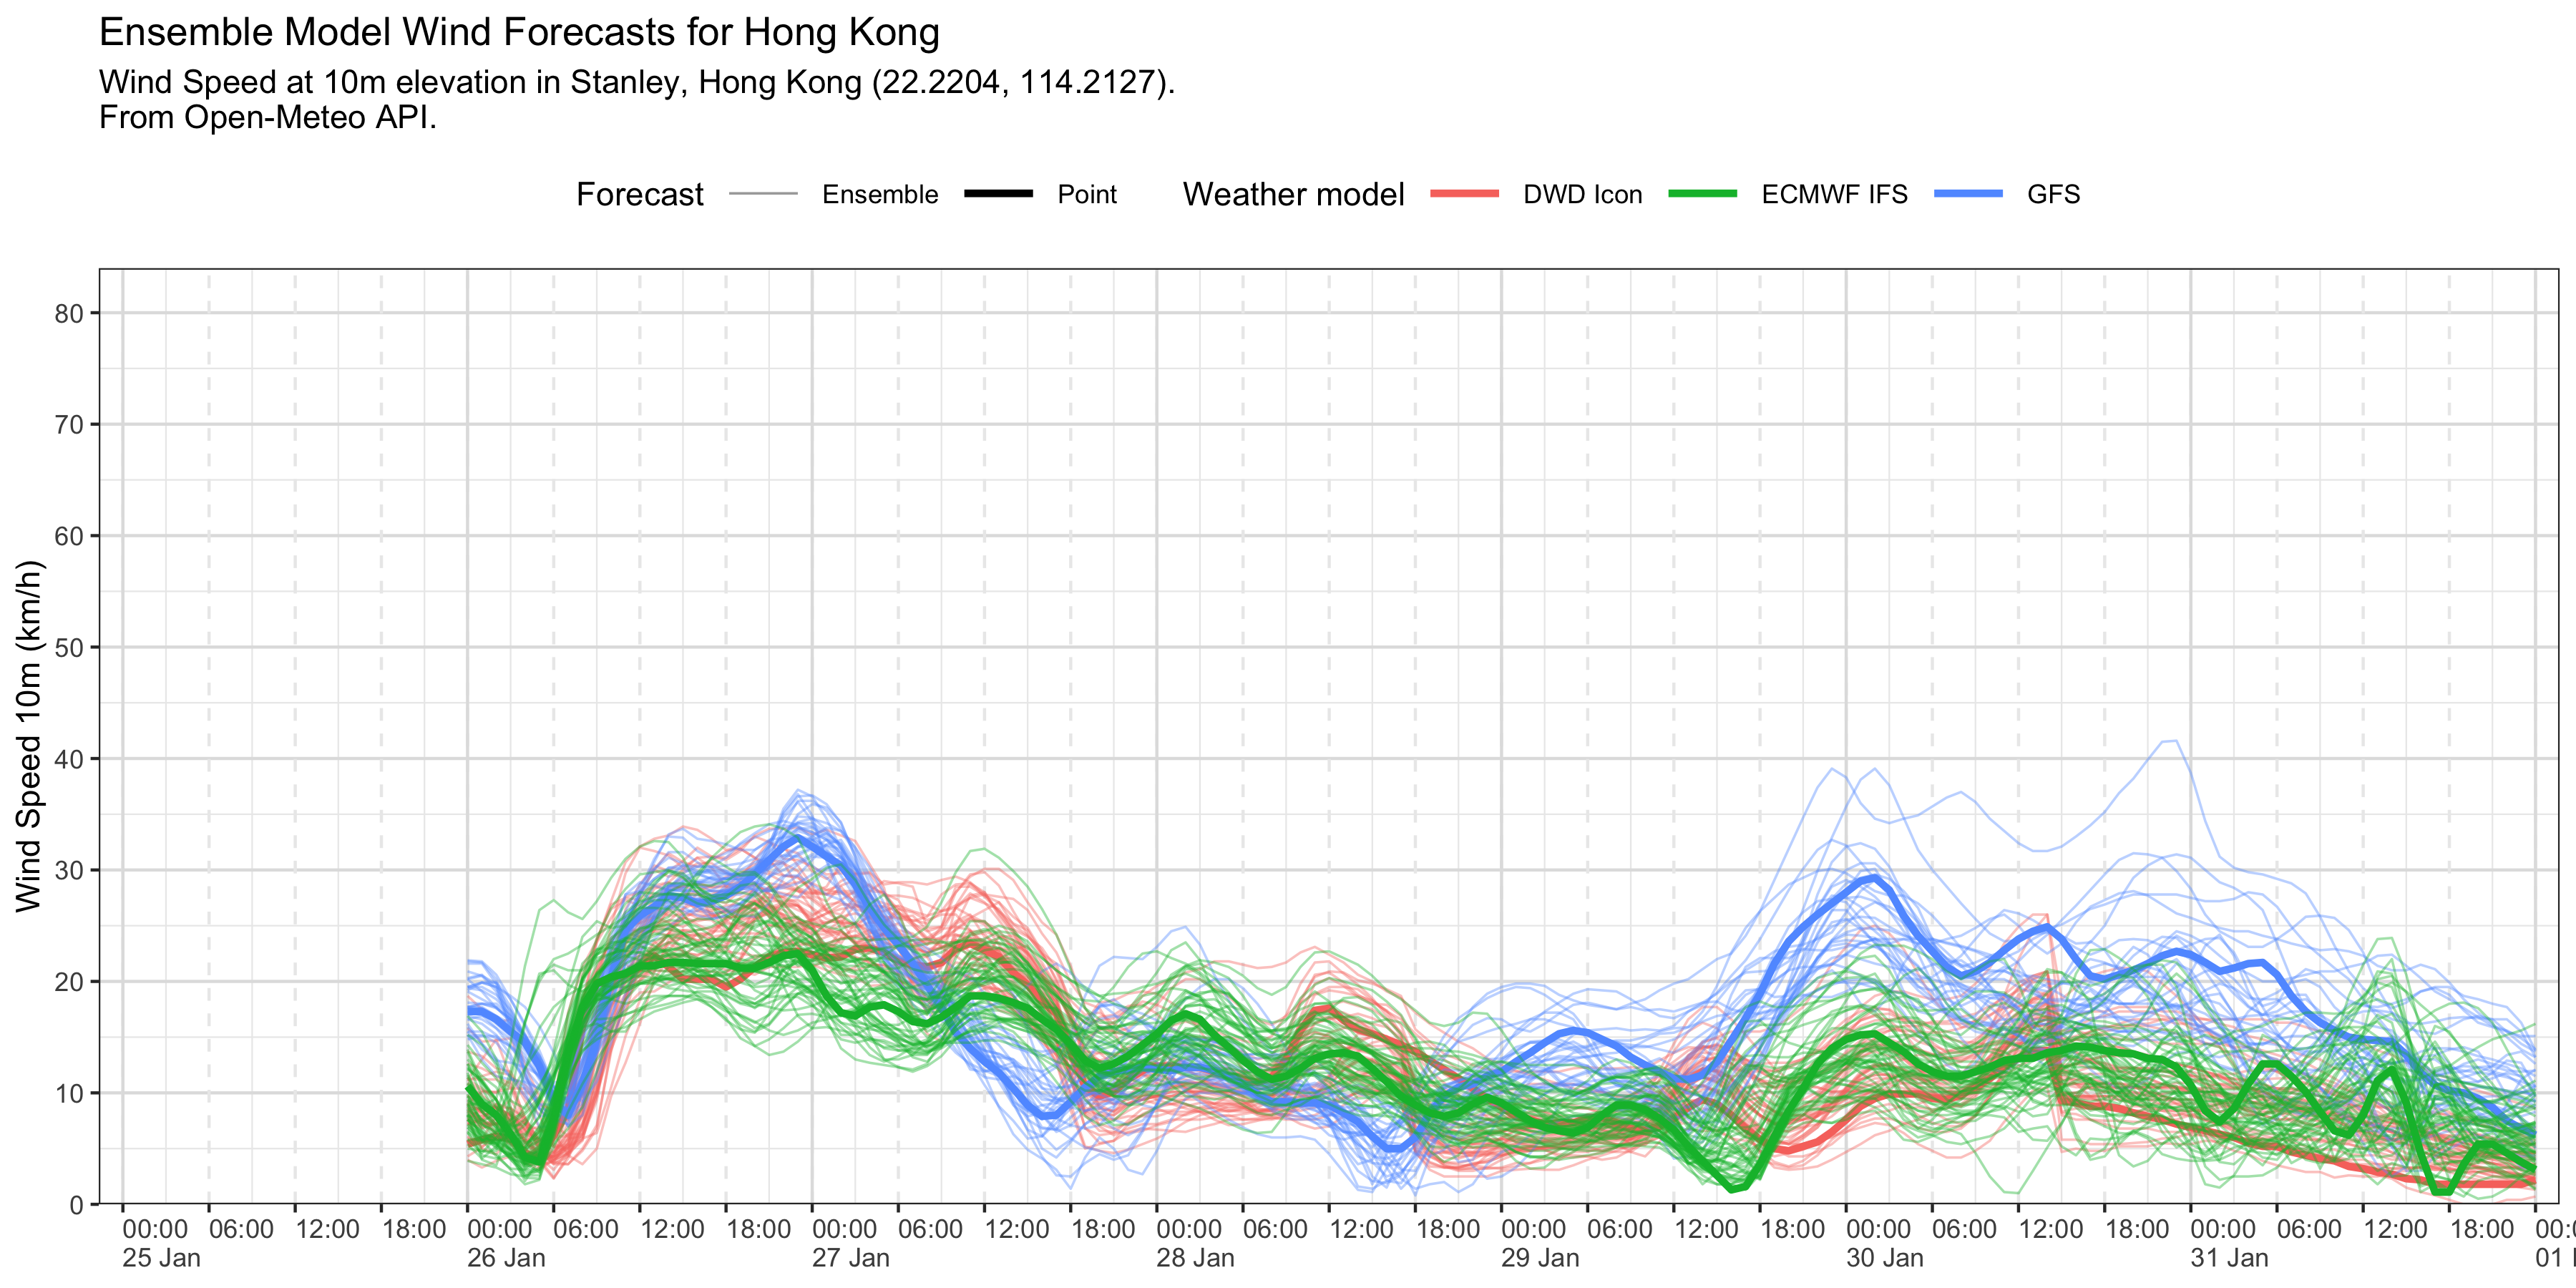 Ensemble Model Wind Forecasts for Hong Kong
Wind Speed at 10m elevation in Stanley, Hong Kong (22.2204, 114.2127).
From Open-Meteo API.
Forecast Ensemble Point Weather model DWD Icon ECMWF IFS GFS
Wind Speed 10m (km/h)
80
70
60
50
40
30
20
10
0
00:00 06:00 12:00 18:00 00:00 06:00 12:00 18:00 00:00 06:00 12:00 18:00 00:00 06:00 12:00 18:00 00:00 06:00 12:00 18:00 00:00 06:00 12:00 18:00 00:00 06:00 12:00 18:00
25 Jan 26 Jan 27 Jan 28 Jan 29 Jan 30 Jan 31 Jan 01